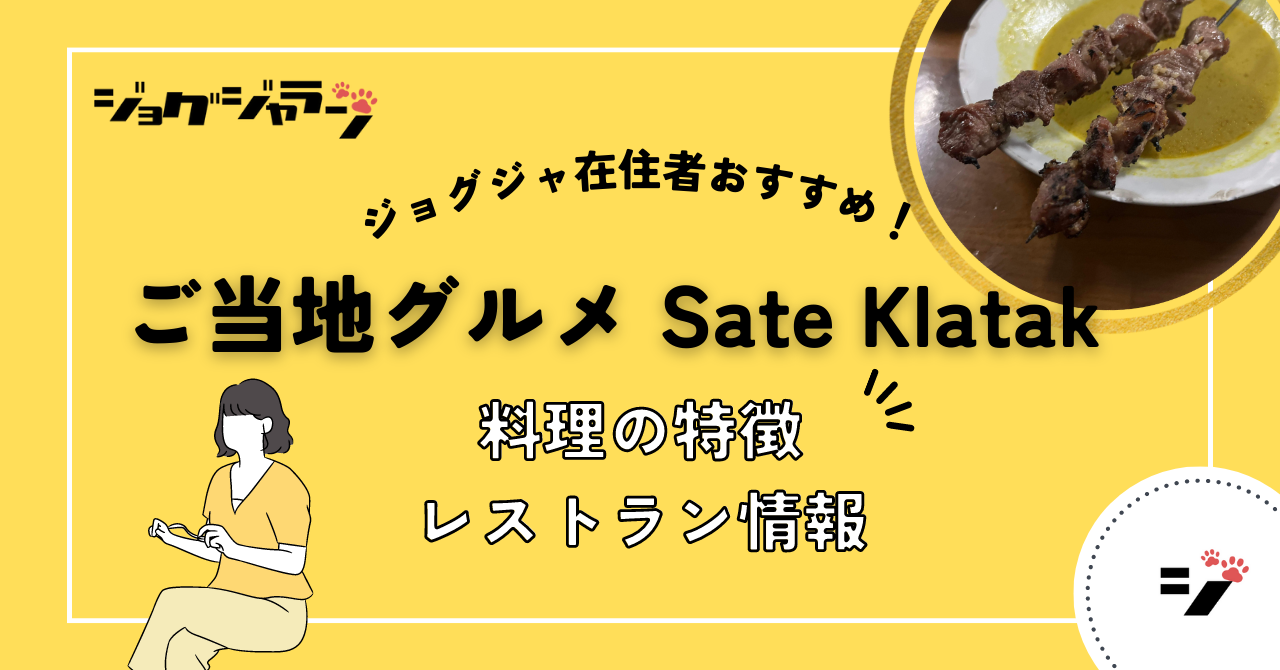 ジョグジャラン
ジョグジャ在住者おすすめ！
ご当地グルメ Sate Klatak
料理の特徴
レストラン情報
ジ